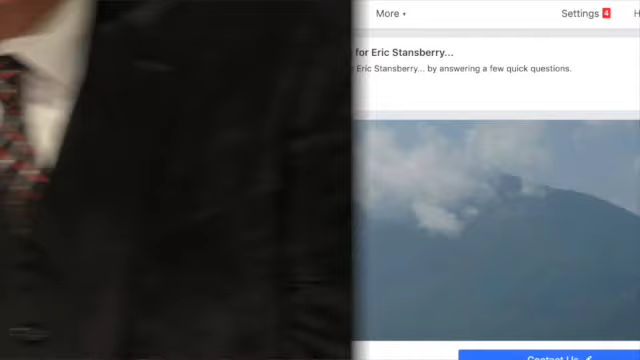 More
Settings 4
for Eric Stansberry...
Eric Stansberry... by answering a few quick questions.
Contact Us